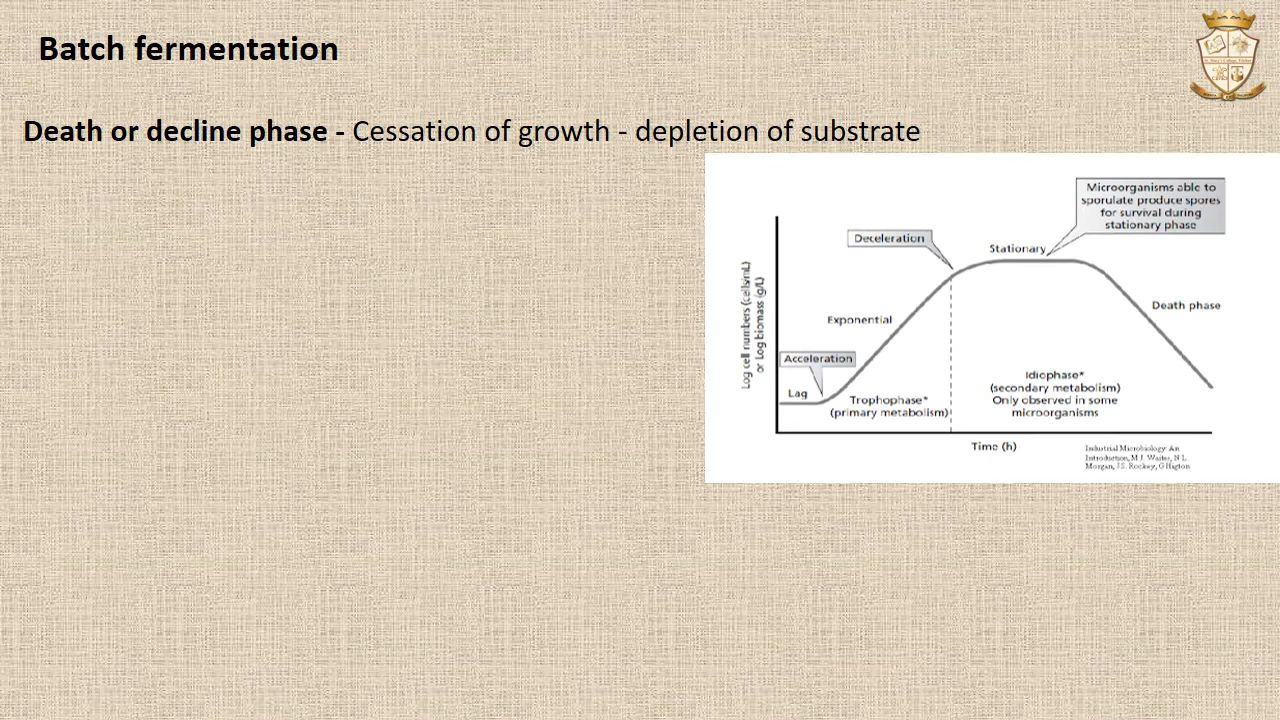 Batch fermentation
Death or decline phase - Cessation of growth - depletion of substrate
Microorganisms able to
sporulate produce spores
for survival during
stationary phase
Deceleration
Stationary
Log cell numbers (cells/mL)
or Log biomass (g/L)
Exponential
Death phase
Acceleration
Lag
Trophophase*
(primary metabolism)
Idiophase*
(secondary metabolism)
Only observed in some
microorganisms
Time (h)
Industrial Microbiology: An
Introduction, M J. Waites, N L.
Morgan, J S. Rockey, G Higton